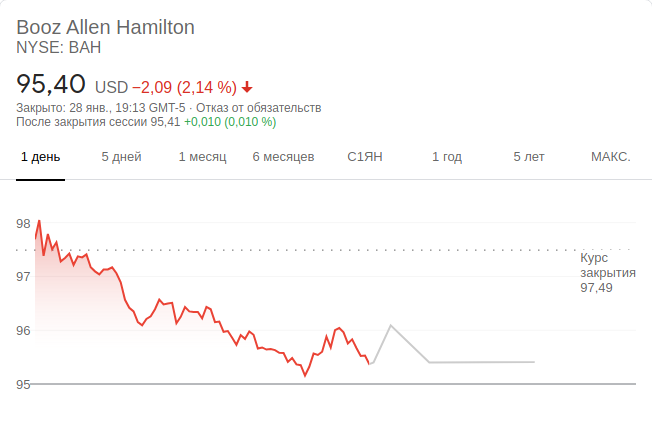 Booz Allen Hamilton
NYSE: BAH
95,40 USD −2,09 (2,14 %)
Закрыто: 28 янв., 19:13 GMT-5 · Отказ от обязательств
После закрытия сессии 95,41 +0,010 (0,010 %)
1 день 5 дней 1 месяц 6 месяцев С1ЯН 1 год 5 лет МАКС.
98
Курс
закрытия
97,49
97
96
95